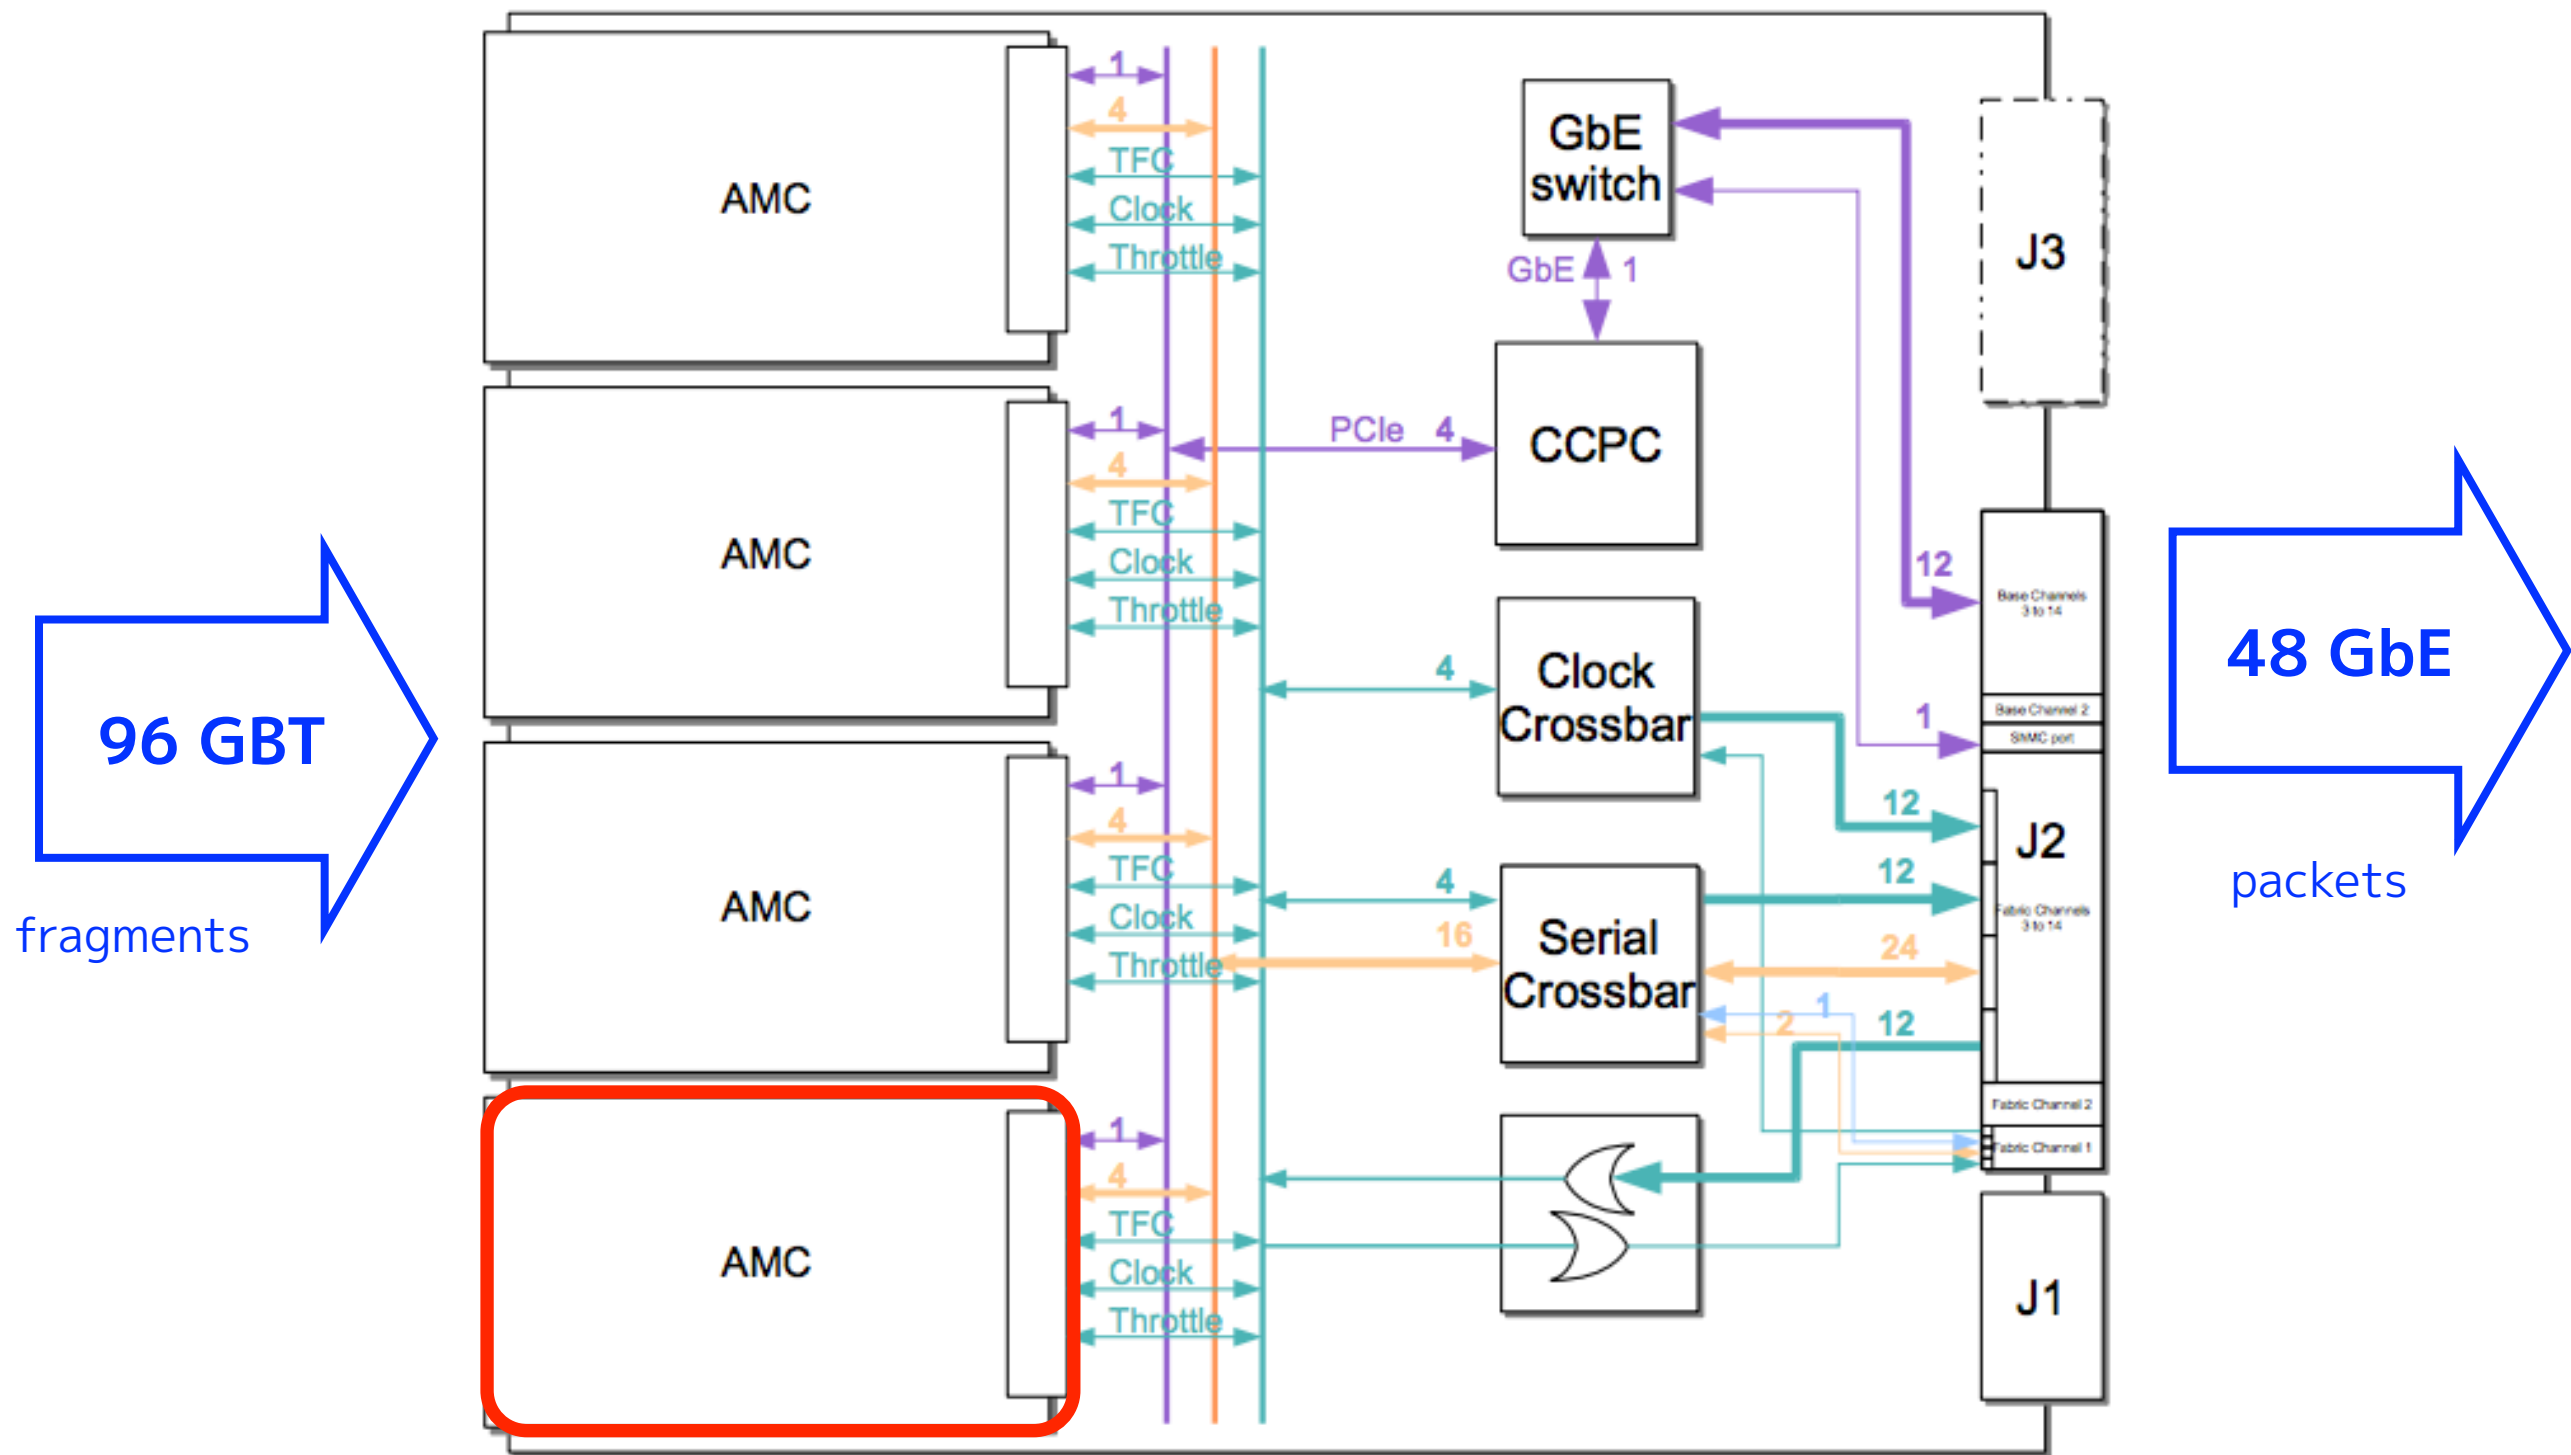 96 GBT
fragments
AMC
1
4
TFC
Clock
Throttle
AMC
1
4
TFC
Clock
Throttle
AMC
1
4
TFC
Clock
Throttle
AMC
1
4
TFC
Clock
Throttle
GbE
switch
GbE 1
PCIe 4
CCPC
4
Clock
Crossbar
4
16
Serial
Crossbar
12
1
12
12
24
1
2
12
J3
Base Channels
3 to 14
Base Channel 2
ShMC port
J2
Fabric Channels
3 to 14
Fabric Channel 2
Fabric Channel 1
J1
48 GbE
packets